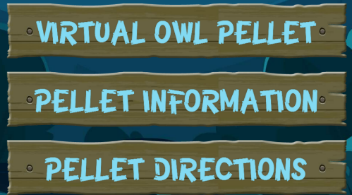 VIRTUAL OWL PELLET
PELLET INFORMATION
PELLET DIRECTIONS